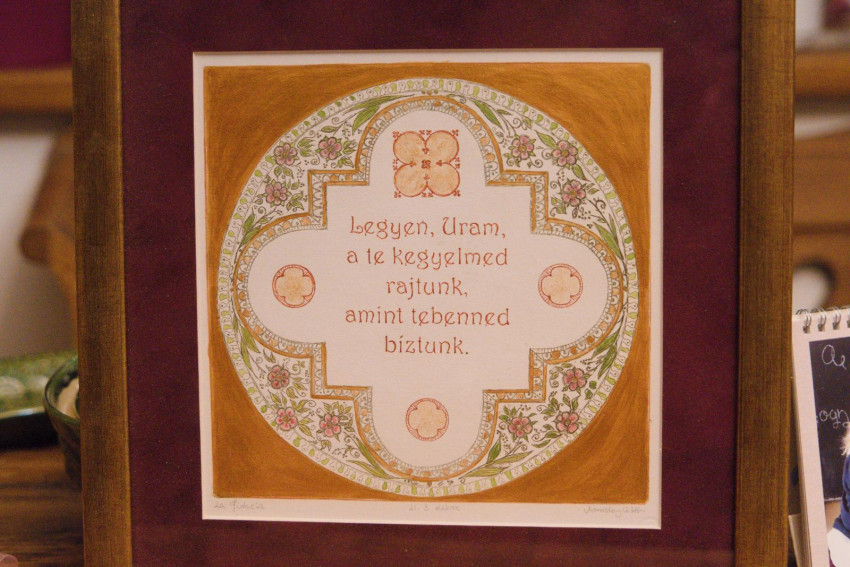 Legyen, Uram,
a te kegyelmed
rajtunk,
amint tebenned
bíztunk.